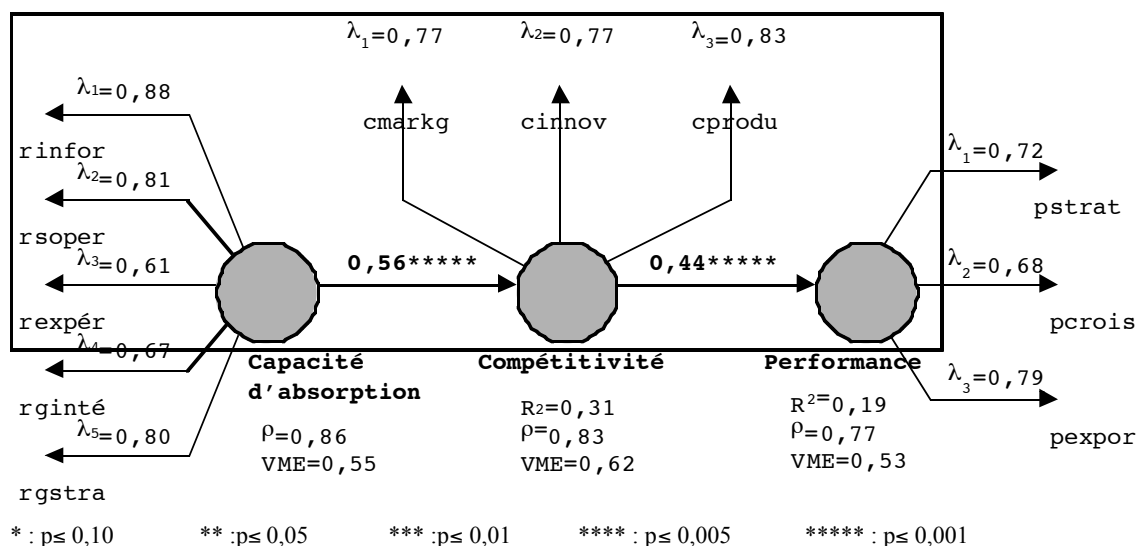 λ1=0,77
λ2=0,77
λ3=0,83
cmarkg
cinnov
cprodu
λ1=0,88
rinfor
λ2=0,81
rsoper
λ3=0,61
rexpér
λ4=0,67
rginté
λ5=0,80
rgstra
0,56*****
0,44*****
λ1=0,72
pstrat
λ2=0,68
pcrois
λ3=0,79
pexpor
Capacité
d’absorption
ρ=0,86
VME=0,55
Compétitivité
R2=0,31
ρ=0,83
VME=0,62
Performance
R²=0,19
ρ=0,77
VME=0,53
* : p≤ 0,10 ** :p≤ 0,05 *** :p≤ 0,01 **** : p≤ 0,005 ***** : p≤ 0,001